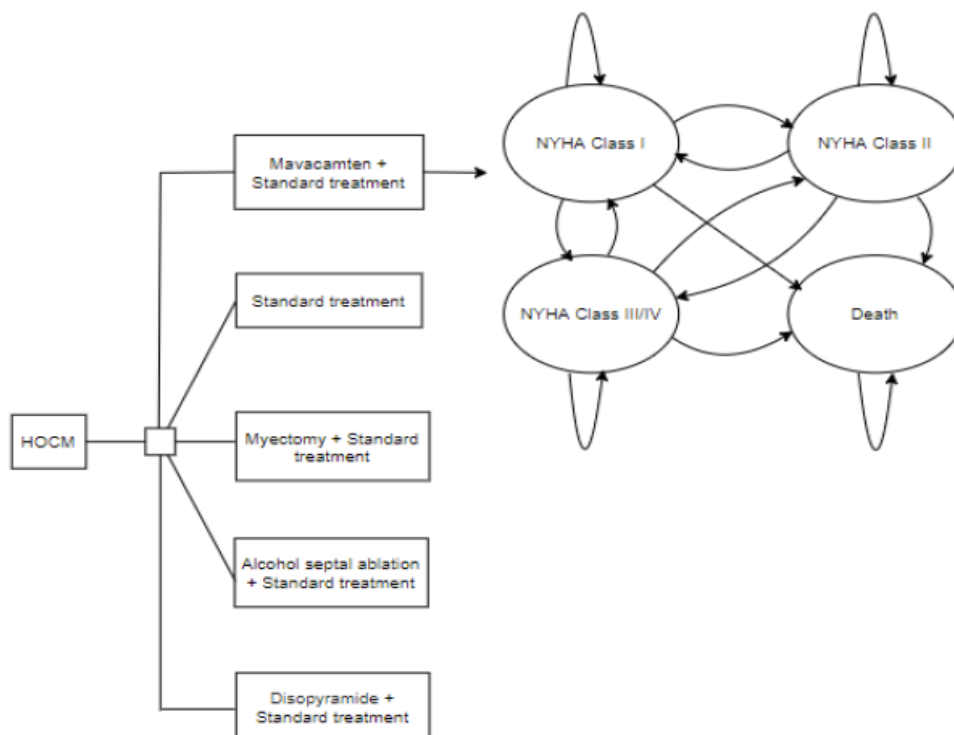 NYHA Class I
NYHA Class II
Mavacamten +
Standard treatment
Standard treatment
NYHA Class III/IV
Death
HOCM
Myectomy + Standard
treatment
Alcohol septal ablation
+ Standard treatment
Disopyramide +
Standard treatment